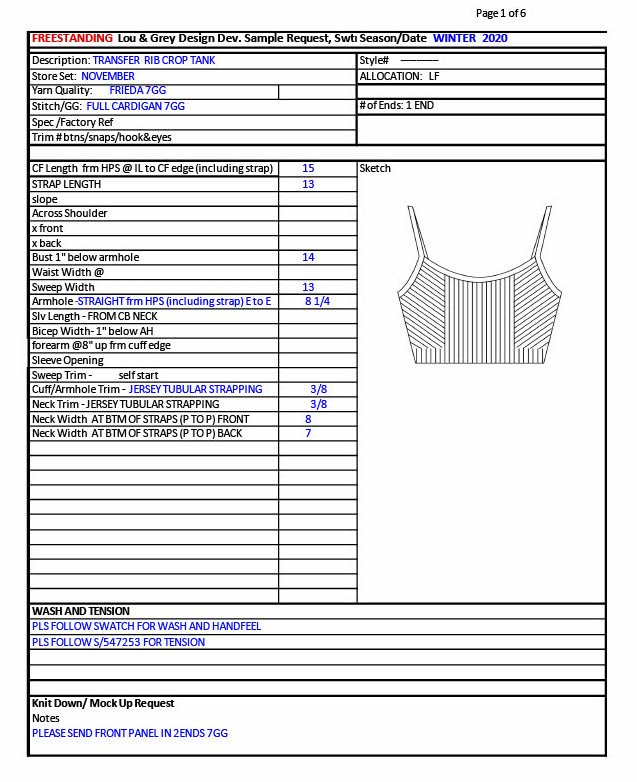 Page 1 of 6
FREESTANDING Lou & Grey Design Dev. Sample Request, Swti Season/Date WINTER 2020
Description: TRANSFER RIB CROP TANK Style# --------
Store Set: NOVEMBER ALLOCATION: LF
Yarn Quality: FRIEDA 7GG
Stitch/GG: FULL CARDIGAN 7GG # of Ends: 1 END
Spec /Factory Ref
Trim # btns/snaps/hook&eyes
CF Length frm HPS @ IL to CF edge (including strap) 15 Sketch
STRAP LENGTH 13
slope
Across Shoulder
x front
x back
Bust 1" below armhole 14
Waist Width @
Sweep Width 13
Armhole -STRAIGHT frm HPS (including strap) E to E 8 1/4
Slv Length - FROM CB NECK
Bicep Width- 1" below AH
forearm @8" up frm cuff edge
Sleeve Opening
Sweep Trim - self start
Cuff/Armhole Trim - JERSEY TUBULAR STRAPPING 3/8
Neck Trim - JERSEY TUBULAR STRAPPING 3/8
Neck Width AT BTM OF STRAPS (P TO P) FRONT 8
Neck Width AT BTM OF STRAPS (P TO P) BACK 7
WASH AND TENSION
PLS FOLLOW SWATCH FOR WASH AND HANDFEEL
PLS FOLLOW S/547253 FOR TENSION
Knit Down/ Mock Up Request
Notes
PLEASE SEND FRONT PANEL IN 2ENDS 7GG